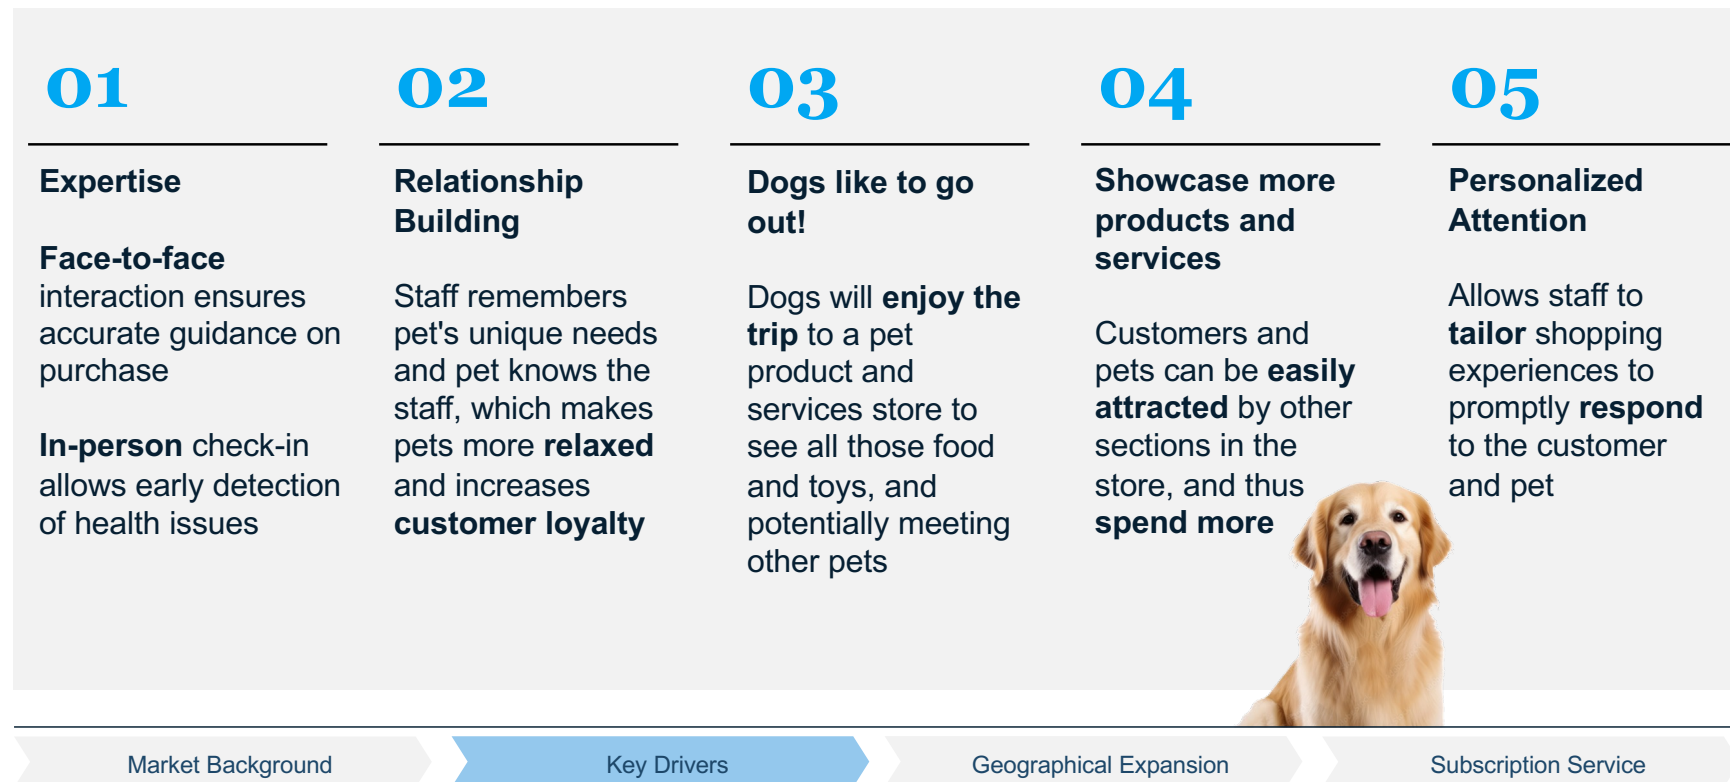 01
Expertise
Face-to-face
interaction ensures
accurate guidance on
purchase
In-person check-in
allows early detection
of health issues
02
Relationship
Building
Staff remembers
pet's unique needs
and pet knows the
staff, which makes
pets more relaxed
and increases
customer loyalty
03
Dogs like to go
out!
Dogs will enjoy the
trip to a pet
product and
services store to
see all those food
and toys, and
potentially meeting
other pets
04
Showcase more
products and
services
Customers and
pets can be easily
attracted by other
sections in the
store, and thus
spend more
05
Personalized
Attention
Allows staff to
tailor shopping
experiences to
promptly respond
to the customer
and pet
Market Background
Key Drivers
Geographical Expansion
Subscription Service